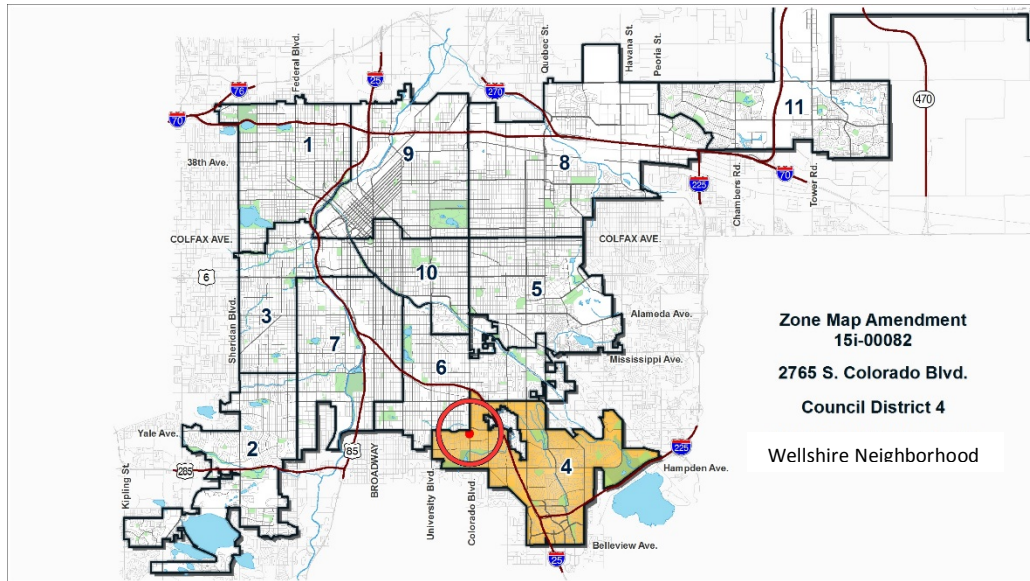 Federal Blvd.
Quebec St.
Havana St.
Peoria St.
25
76
270
70
470
11
1
9
8
38th Ave.
225
70
Chambers Rd.
Tower Rd.
COLFAX AVE.
COLFAX AVE.
6
10
5
Sheridan Blvd.
3
7
Alameda Ave.
6
Mississippi Ave.
Zone Map Amendment
15i-00082
2765 S. Colorado Blvd.
Council District 4
Wellshire Neighborhood
Yale Ave.
2
85
285
4
225
Hampden Ave.
Kipling St.
BROADWAY
University Blvd.
Colorado Blvd.
Belleview Ave.
25